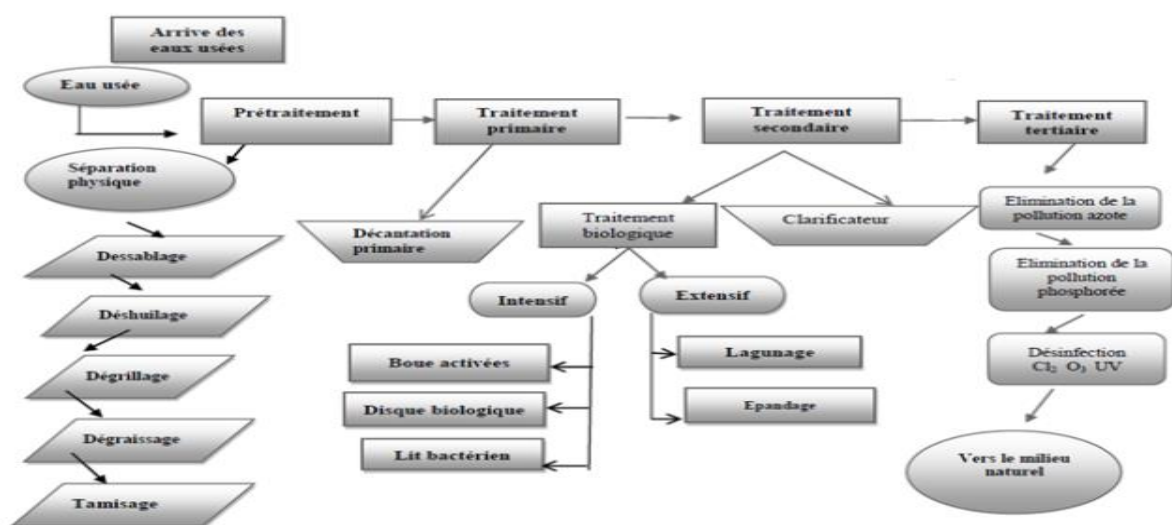 Arrive des
eaux usées
Eau usée
Prétraitement
Traitement
primaire
Traitement
secondaire
Traitement
tertiaire
Séparation
physique
Dessablage
Déshuilage
Dégrillage
Dégraissage
Tamisage
Décantation
primaire
Traitement
biologique
Clarificateur
Intensif
Extensif
Boue activées
Disque biologique
Lit bactérien
Lagunage
Epandage
Elimination de la
pollution azote
Elimination de la
pollution
phosphorée
Désinfection
Cl₂ O₃ UV
Vers le milieu
naturel